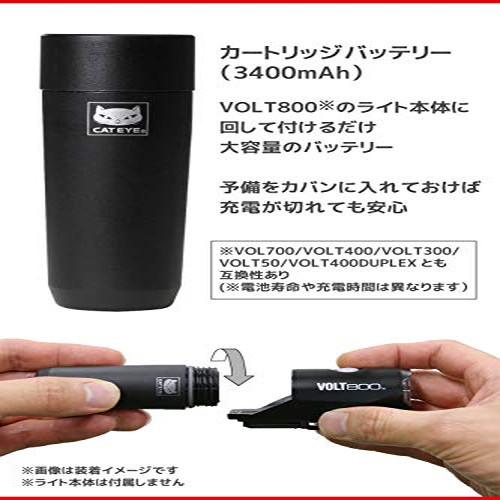 カートリッジバッテリー
(3400mAh)
VOLT800※のライト本体に
回して付けるだけ
大容量のバッテリー
予備をカバンに入れておけば
充電が切れても安心
CATEYE®
※VOL700/VOLT400/VOLT300/
VOLT50/VOLT400DUPLEXとも
互換性あり
(※電池寿命や充電時間は異なります)
CATEYE
VOLT800™
※画像は装着イメージです
※ライト本体は付属しません